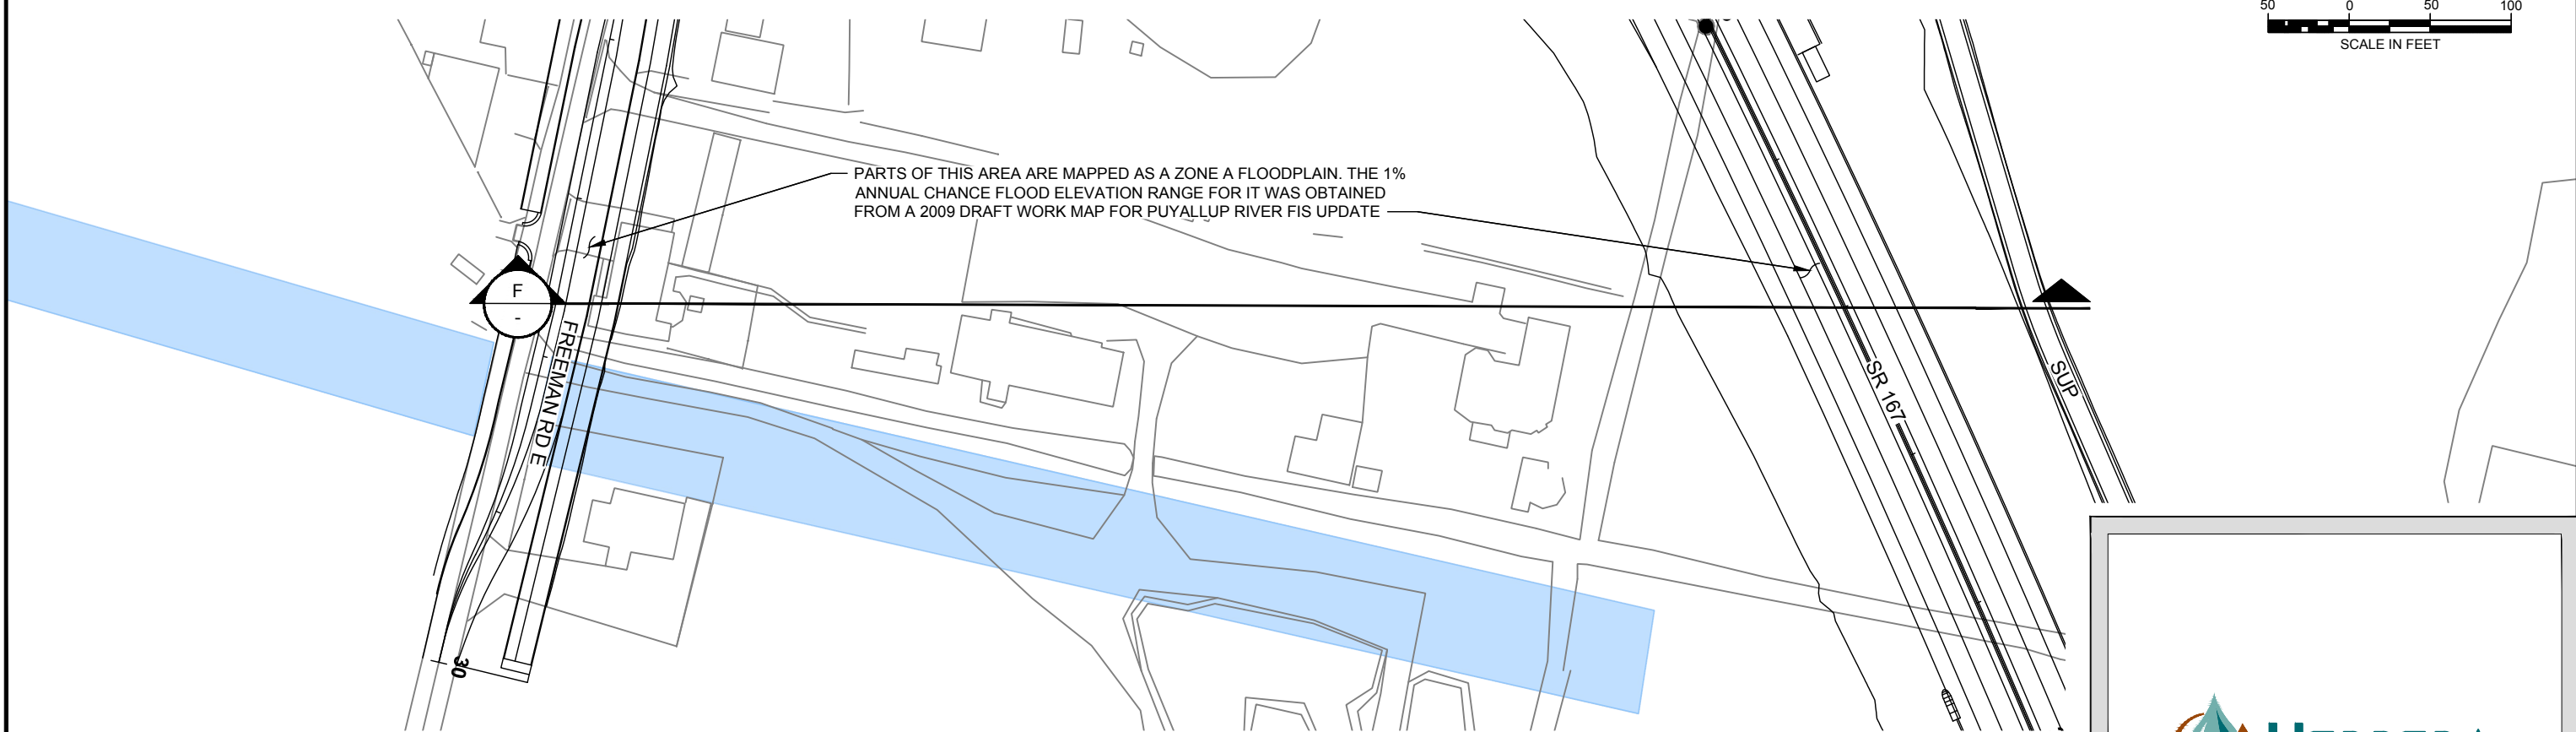 50 0 50 100
SCALE IN FEET
PARTS OF THIS AREA ARE MAPPED AS A ZONE A FLOODPLAIN. THE 1%
ANNUAL CHANCE FLOOD ELEVATION RANGE FOR IT WAS OBTAINED
FROM A 2009 DRAFT WORK MAP FOR PUYALLUP RIVER FIS UPDATE
F
-
FREEMAN RD E
SR 167
SUP
30